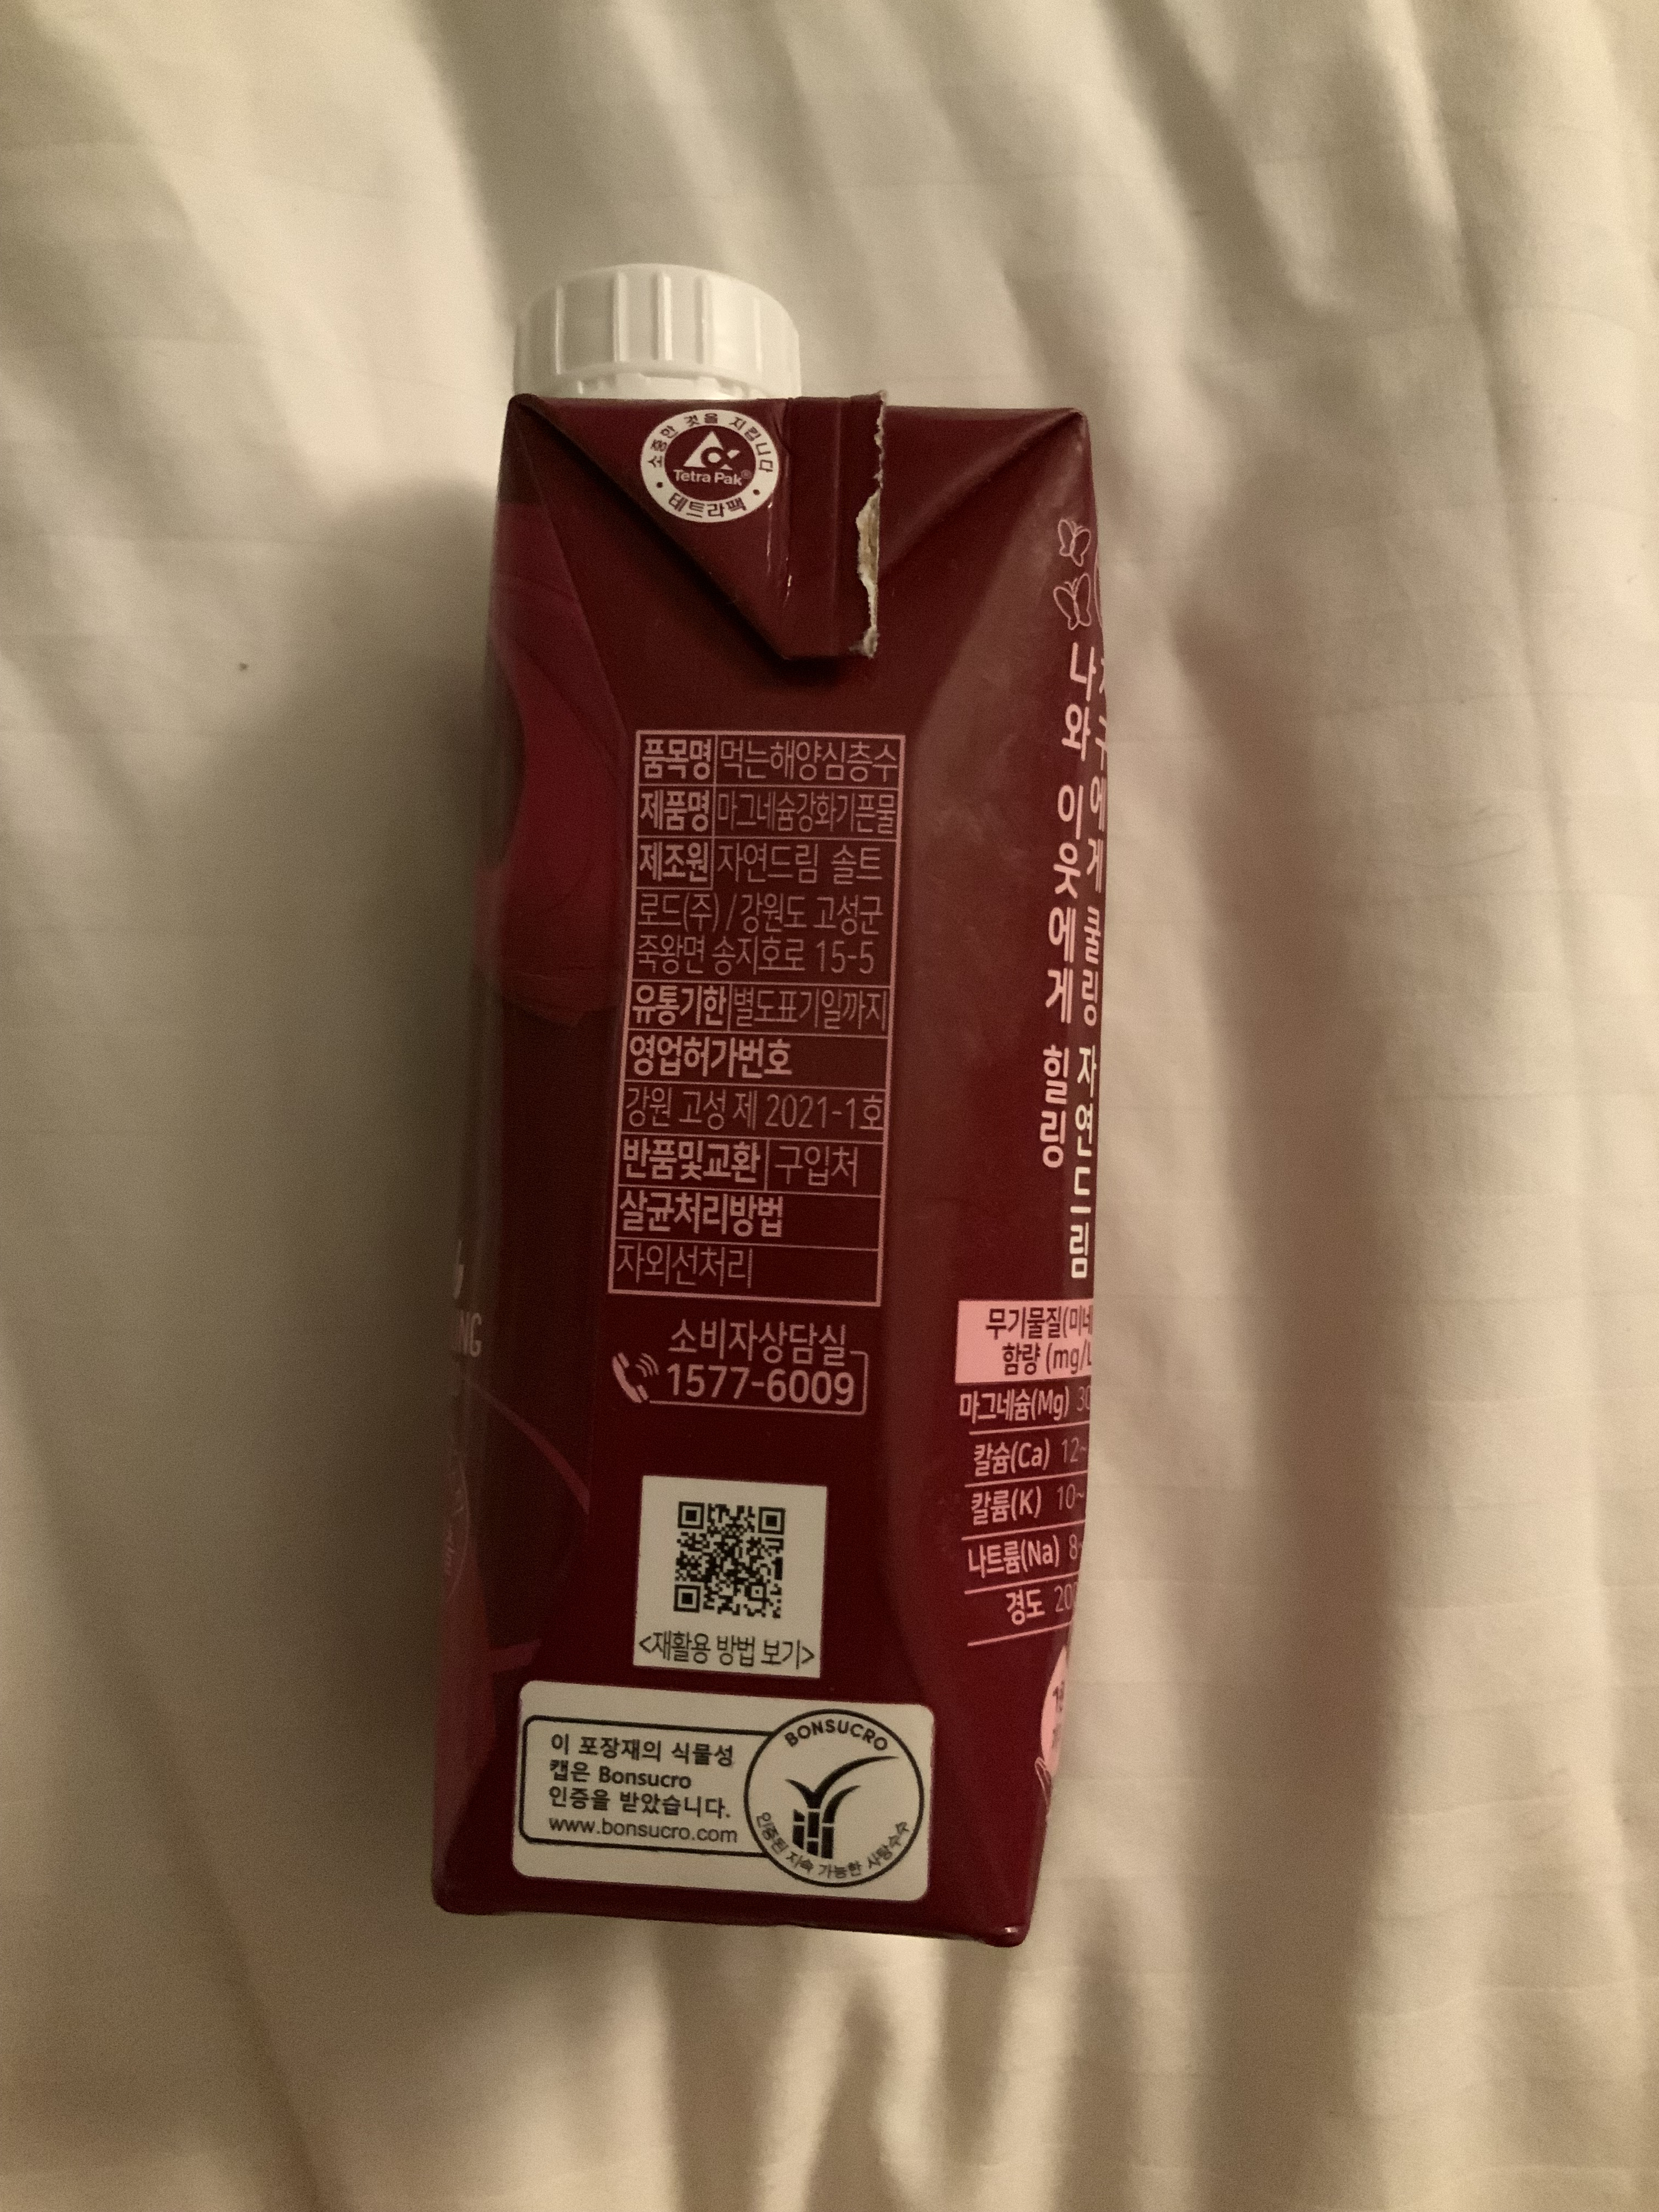 소중한 것을 지킵니다
Tetra Pak®
테트라팩
품목명 먹는해양심층수
제품명 마그네슘강화기픈물
제조원 자연드림 솔트
로드(주) / 강원도 고성군
죽왕면 송지호로 15-5
유통기한 별도표기일까지
영업허가번호
강원 고성 제 2021-1호
반품및교환 구입처
살균처리방법
자외선처리
소비자상담실
1577-6009
<재활용 방법 보기>
이 포장재의 식물성
캡은 Bonsucro
인증을 받았습니다.
www.bonsucro.com
BONSUCRO
인증된 지속 가능한 사탕수수
지구에게 쿨링 자연드림
나와 이웃에게 힐링
무기물질(미네
함량 (mg/L
마그네슘(Mg) 30
칼슘(Ca) 12~
칼륨(K) 10~
나트륨(Na) 8~
경도 200